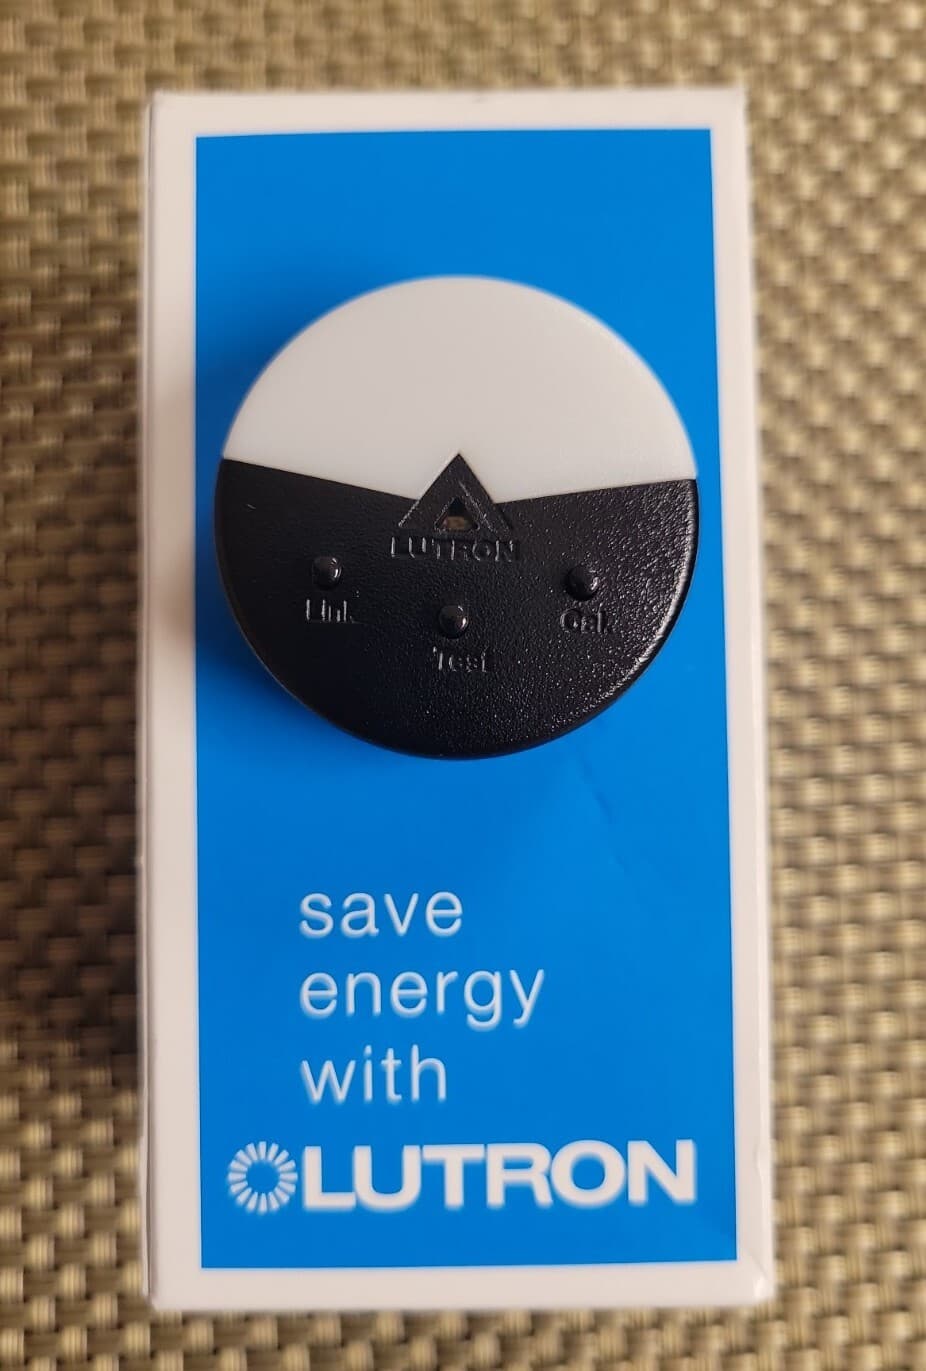 LUTRON
Link
Cal
Test
save
energy
with
LUTRON